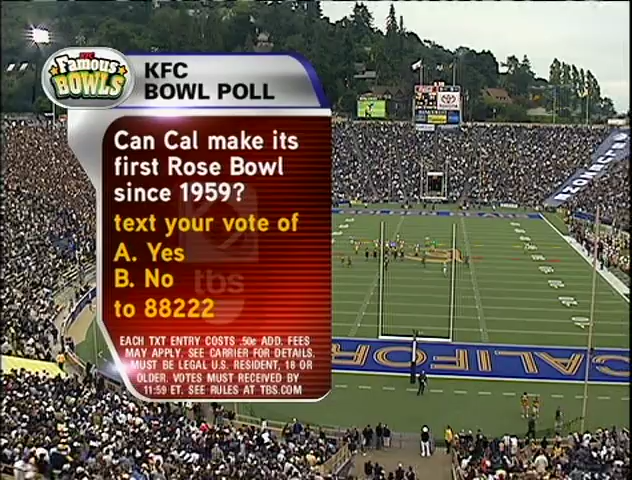 KFC
Famous
BOWLS
KFC
BOWL POLL
Can Cal make its
first Rose Bowl
since 1959?
text your vote of
A. Yes
B. No
to 88222
tbs
EACH TXT ENTRY COSTS .50¢ ADD. FEES
MAY APPLY. SEE CARRIER FOR DETAILS.
MUST BE LEGAL U.S. RESIDENT, 18 OR
OLDER. VOTES MUST RECEIVED BY
11:59 ET. SEE RULES AT TBS.COM
TOYOTA
CALIFORN